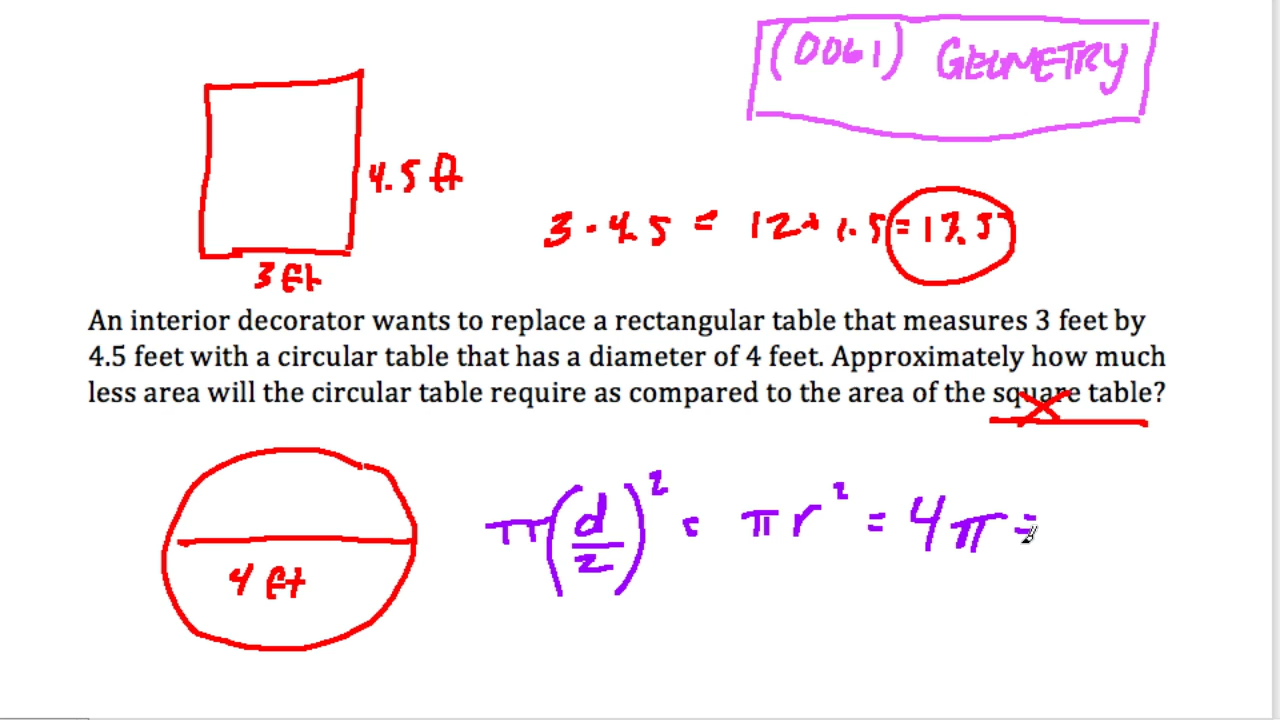 (0061) GEOMETRY
4.5 ft
3 · 4.5 = 12 + 1.5 = 13.5
3 ft
An interior decorator wants to replace a rectangular table that measures 3 feet by
4.5 feet with a circular table that has a diameter of 4 feet. Approximately how much
less area will the circular table require as compared to the area of the square table?
π(d/2)² = πr² = 4π =
4 ft